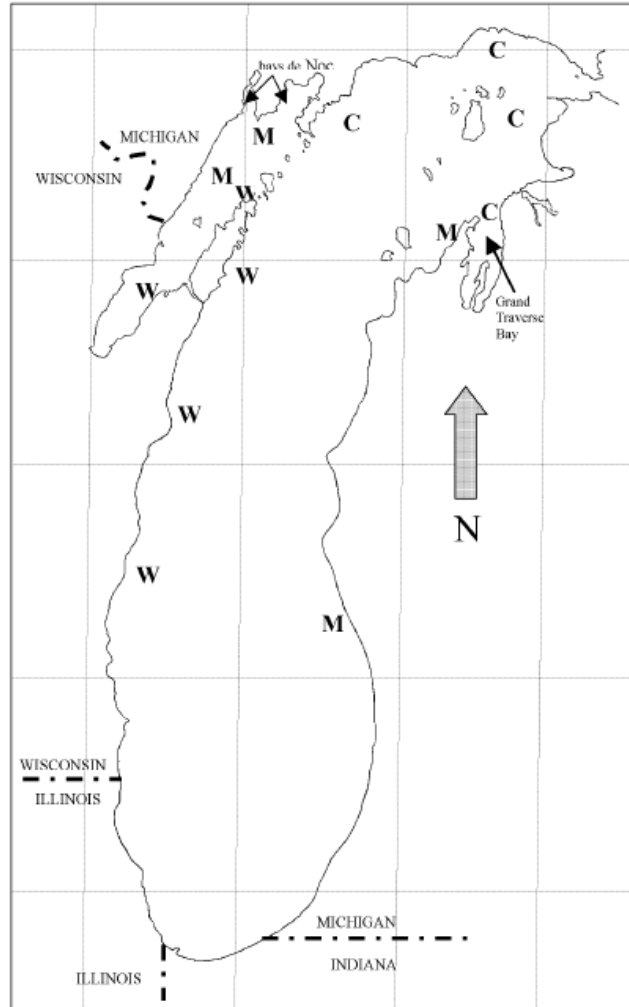 C
bays de Noc
C
M
MICHIGAN
C
WISCONSIN
M
W
C
M
W
W
Grand
Traverse
Bay
W
N
W
M
WISCONSIN
ILLINOIS
MICHIGAN
INDIANA
ILLINOIS